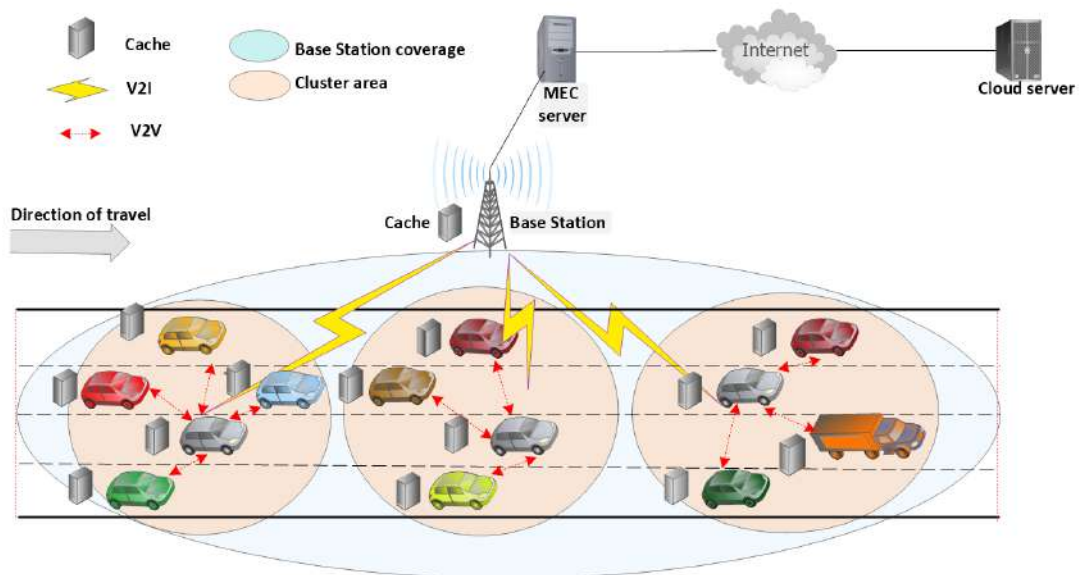 Cache
Base Station coverage
V2I
Cluster area
V2V
MEC
server
Internet
Cloud server
Direction of travel
Cache
Base Station